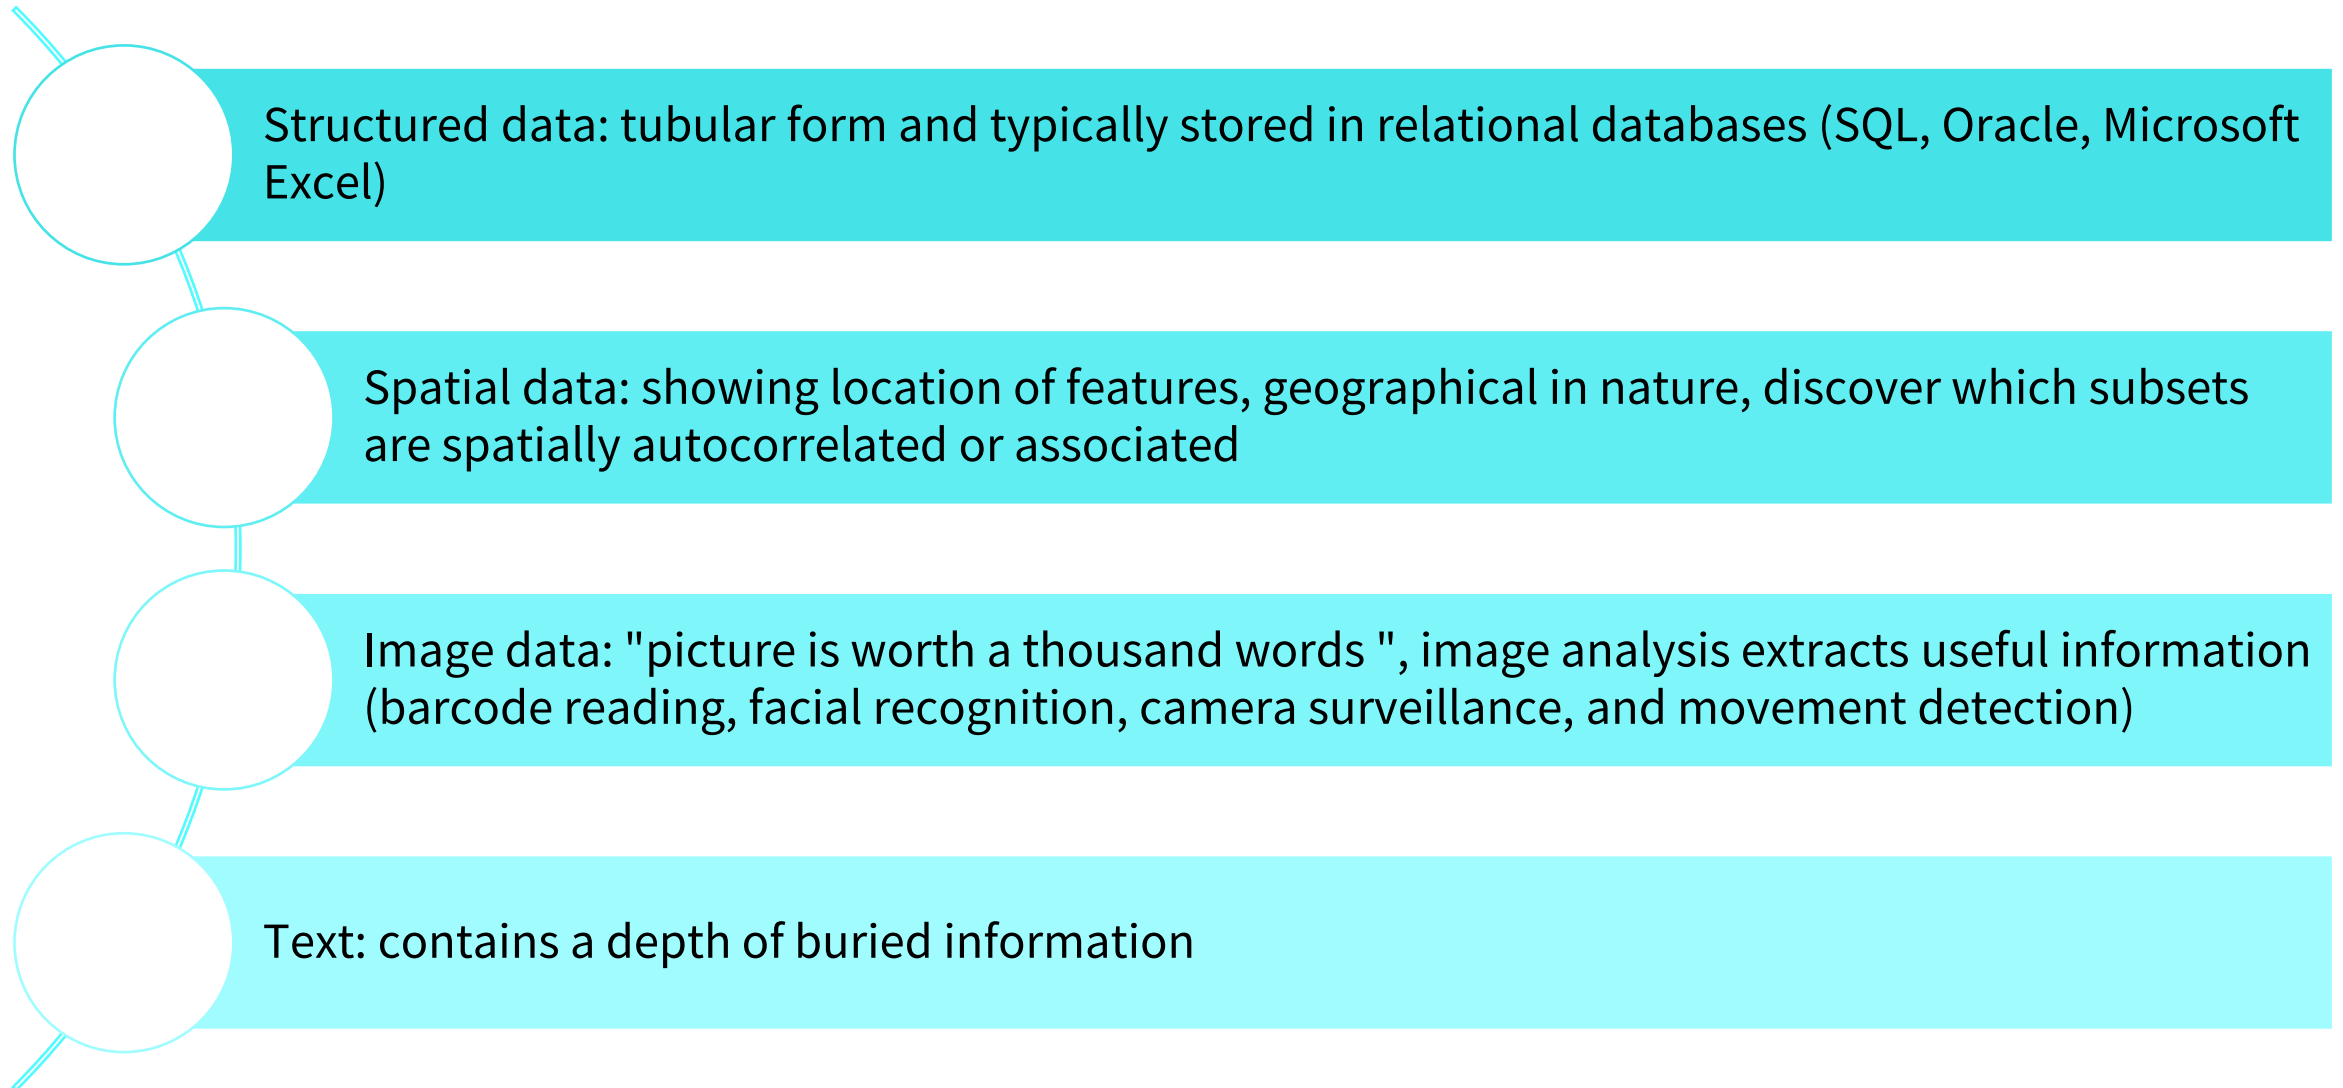 Structured data: tubular form and typically stored in relational databases (SQL, Oracle, Microsoft
Excel)
Spatial data: showing location of features, geographical in nature, discover which subsets
are spatially autocorrelated or associated
Image data: "picture is worth a thousand words ", image analysis extracts useful information
(barcode reading, facial recognition, camera surveillance, and movement detection)
Text: contains a depth of buried information